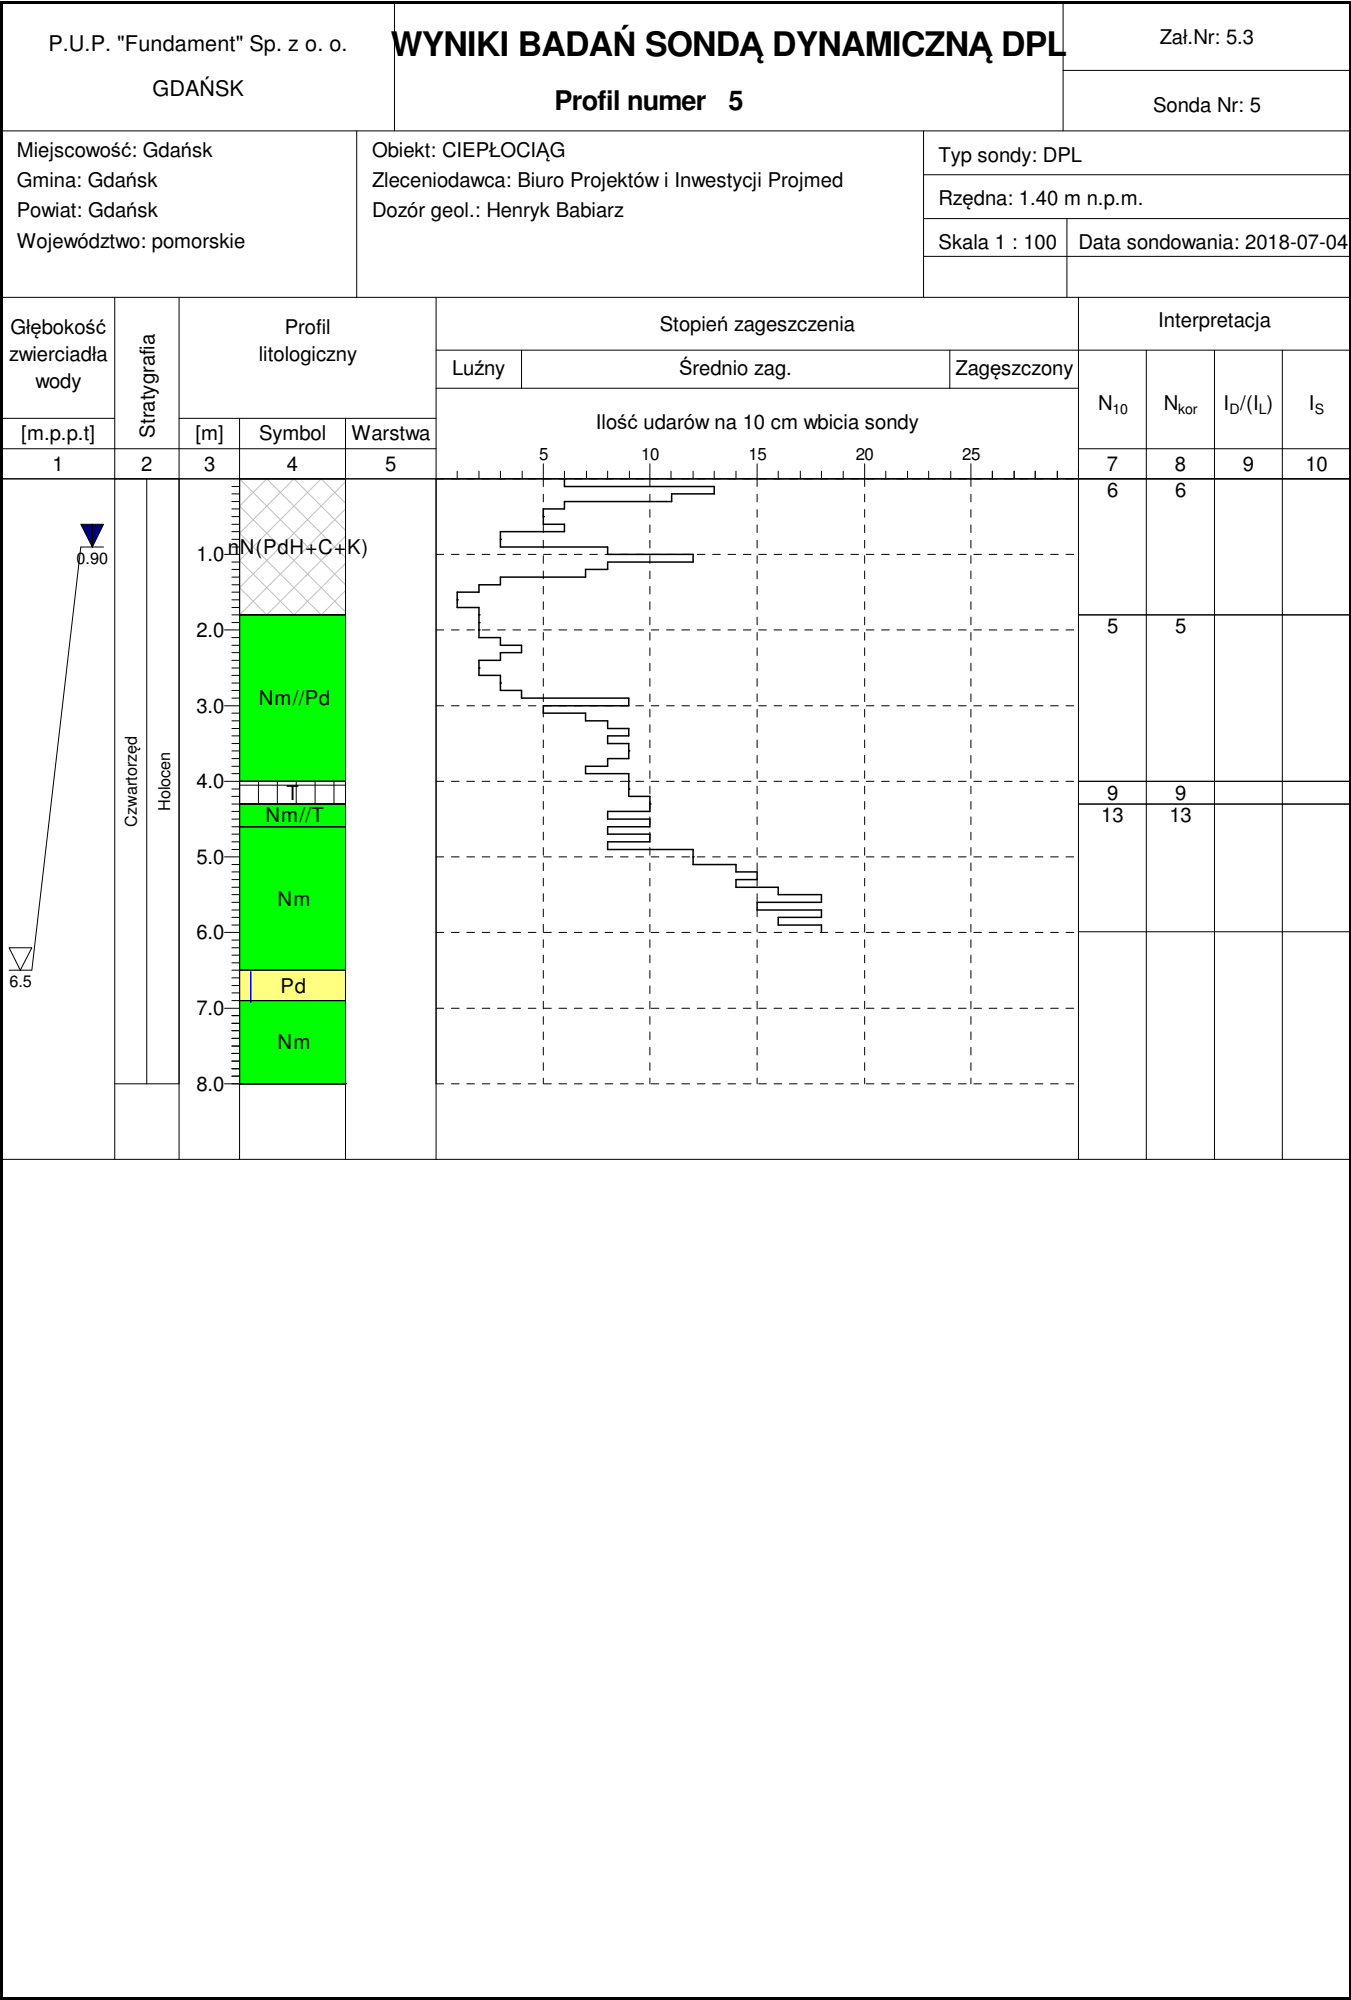 P.U.P. "Fundament" Sp. z o. o.
GDAŃSK
WYNIKI BADAŃ SONDĄ DYNAMICZNĄ DPL
Profil numer 5
Zał.Nr: 5.3
Sonda Nr: 5
Miejscowość: Gdańsk
Gmina: Gdańsk
Powiat: Gdańsk
Województwo: pomorskie
Obiekt: CIEPŁOCIĄG
Zleceniodawca: Biuro Projektów i Inwestycji Projmed
Dozór geol.: Henryk Babiarz
Typ sondy: DPL
Rzędna: 1.40 m n.p.m.
Skala 1 : 100 Data sondowania: 2018-07-04
Głębokość
zwierciadła
wody
[m.p.p.t]
Stratygrafia
Profil
litologiczny
[m] Symbol Warstwa
Stopień zageszczenia
Luźny Średnio zag. Zagęszczony
Ilość udarów na 10 cm wbicia sondy
5 10 15 20 25
Interpretacja
N10 Nkor ID/(IL) IS
1 2 3 4 5 7 8 9 10
0.90
6.5
Czwartorzęd
Holocen
1.0
2.0
3.0
4.0
5.0
6.0
7.0
8.0
nN(PdH+C+K)
Nm//Pd
T
Nm//T
Nm
Pd
Nm
6 6
5 5
9 9
13 13